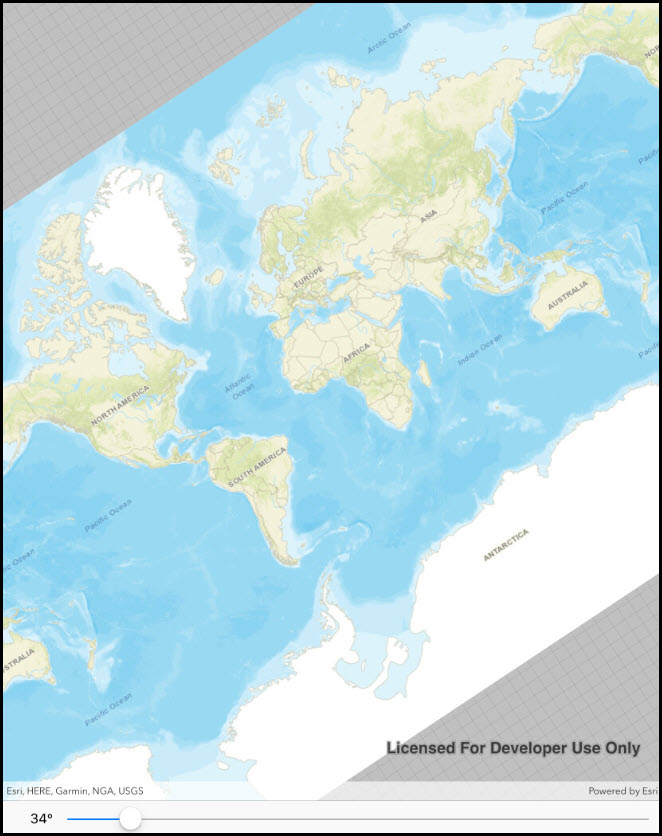 Arctic Ocean
NOR
Pacific
ASIA
Pacific Ocean
EUROPE
AUSTRALIA
AFRICA
Indian Ocean
Pacific
Atlantic
Ocean
NORTH AMERICA
SOUTH AMERICA
Pacific Ocean
ANTARCTICA
Ocean
STRALIA
Pacific Ocean
Licensed For Developer Use Only
Esri, HERE, Garmin, NGA, USGS
Powered by Esri
34°